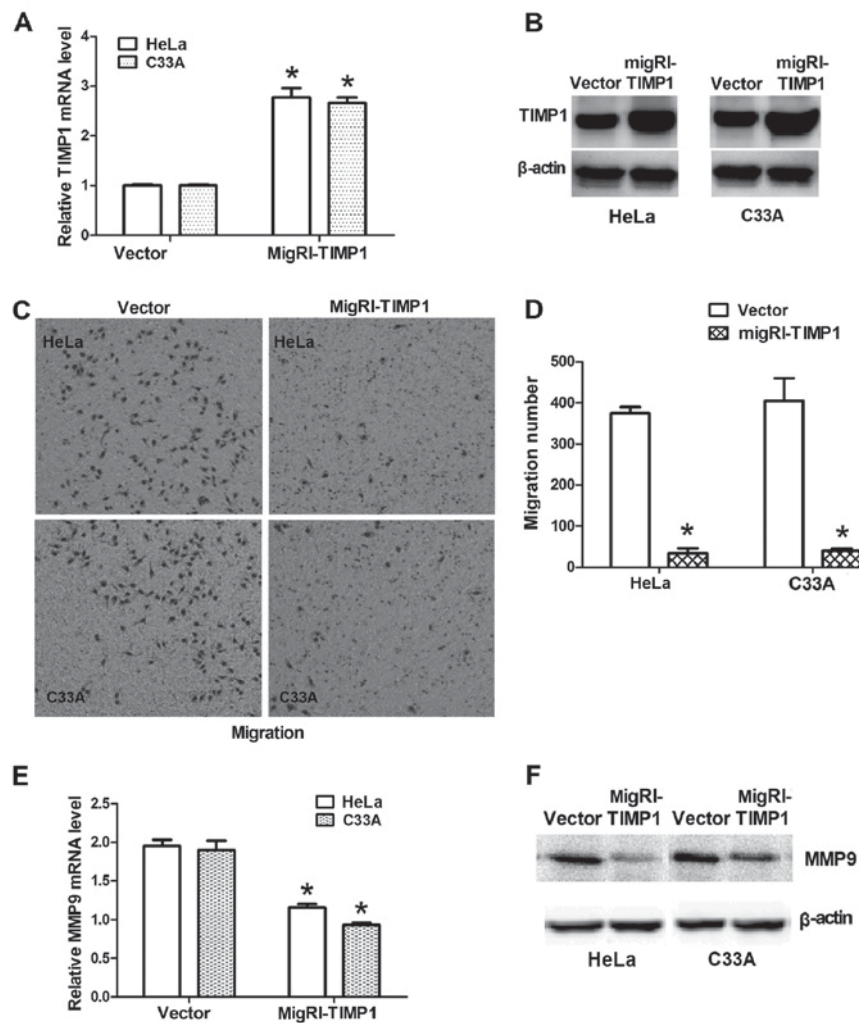 A
Relative TIMP1 mRNA level
4
3
2
1
0
HeLa
C33A
*
*
Vector
MigRI-TIMP1
B
Vector
migRI-
TIMP1
Vector
migRI-
TIMP1
TIMP1
β-actin
HeLa
C33A
C
Vector
MigRI-TIMP1
HeLa
HeLa
C33A
C33A
Migration
D
Vector
migRI-TIMP1
Migration number
500
400
300
200
100
0
*
*
HeLa
C33A
E
Relative MMP9 mRNA level
2.5
2.0
1.5
1.0
0.5
0.0
HeLa
C33A
*
*
Vector
MigRI-TIMP1
F
Vector
MigRI-
TIMP1
Vector
MigRI-
TIMP1
MMP9
β-actin
HeLa
C33A